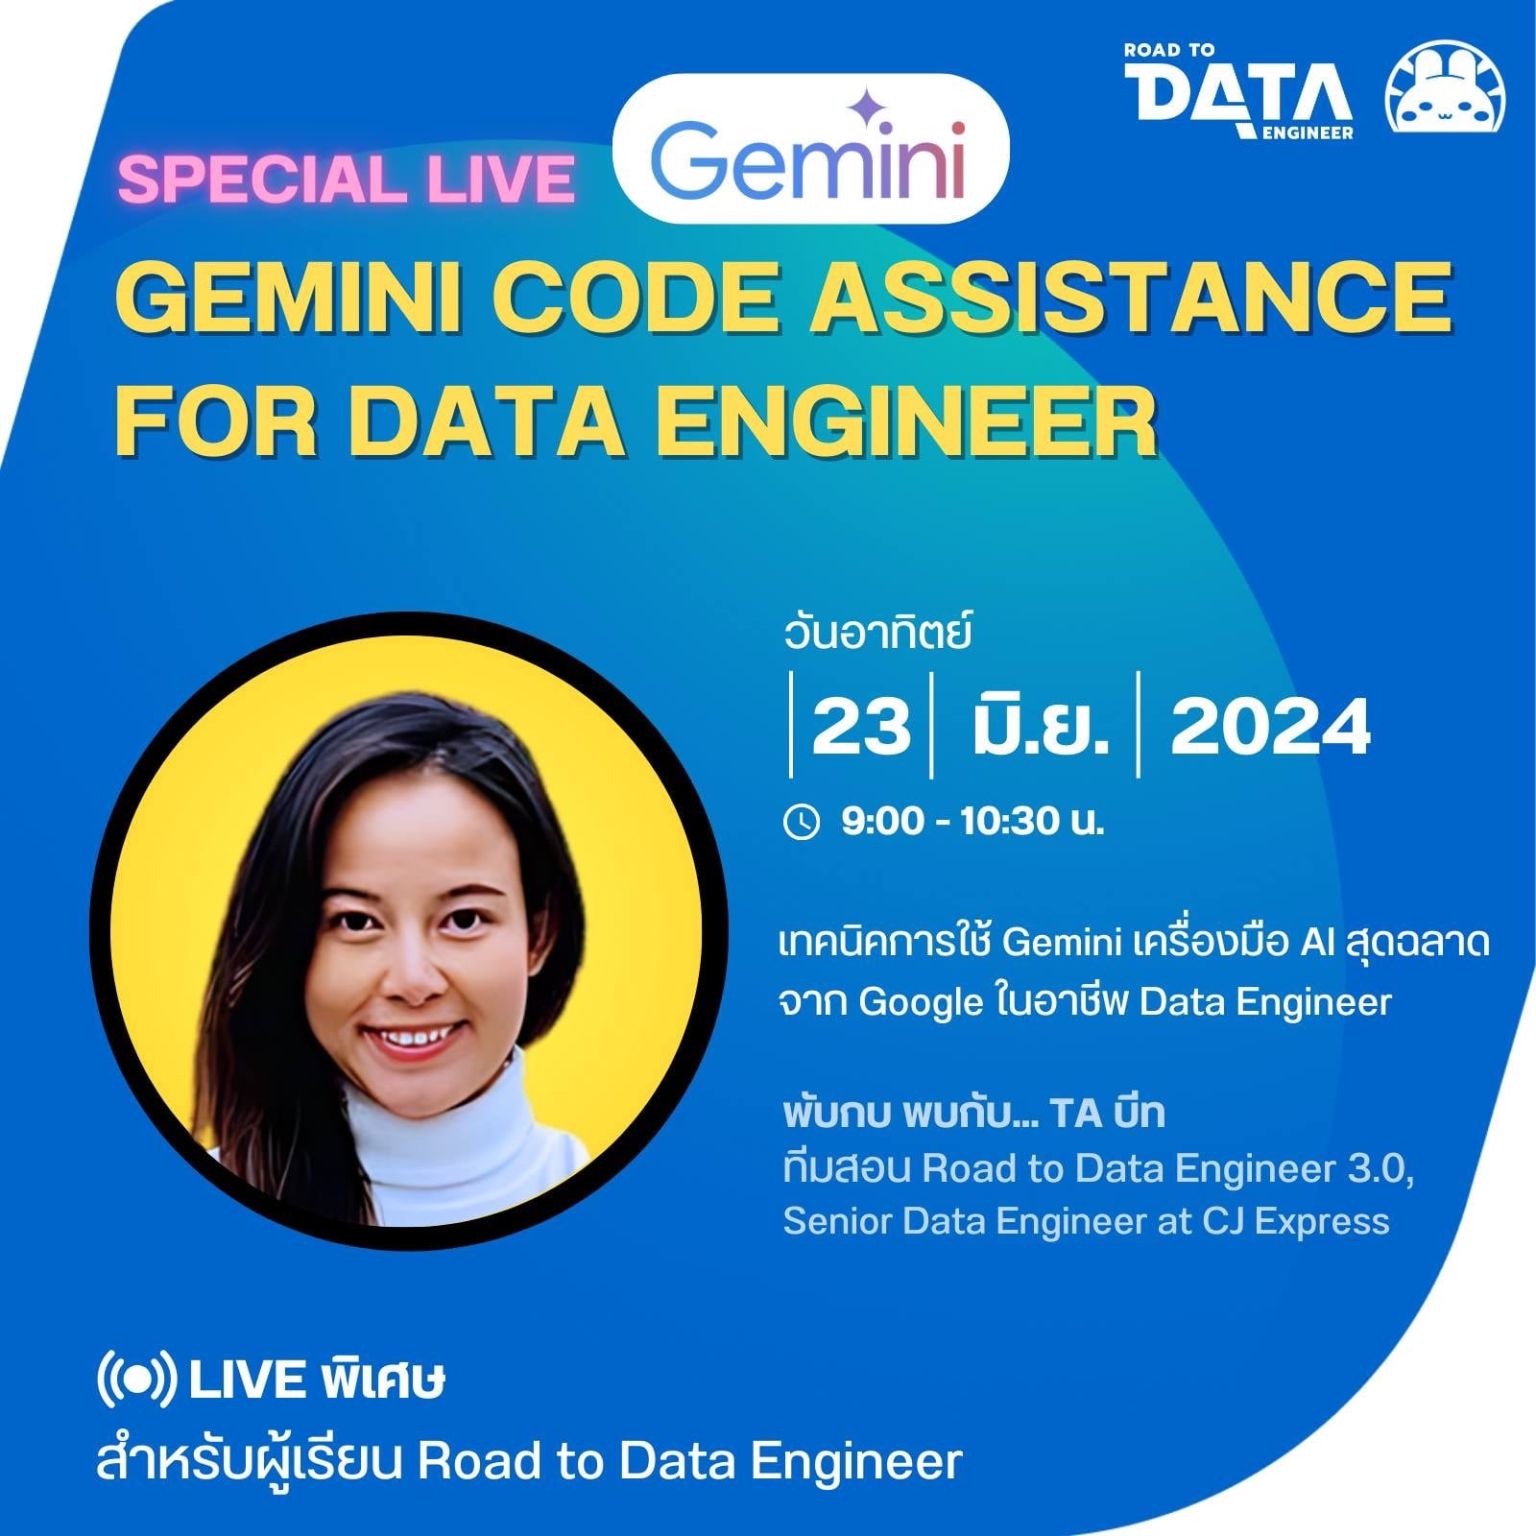 ROAD TO
DATA
ENGINEER
SPECIAL LIVE
Gemini
GEMINI CODE ASSISTANCE
FOR DATA ENGINEER
วันอาทิตย์
23 มิ.ย. 2024
9:00 - 10:30 น.
เทคนิคการใช้ Gemini เครื่องมือ AI สุดฉลาด
จาก Google ในอาชีพ Data Engineer
พับกบ พบกับ... TA บีท
ทีมสอน Road to Data Engineer 3.0,
Senior Data Engineer at CJ Express
LIVE พิเศษ
สำหรับผู้เรียน Road to Data Engineer